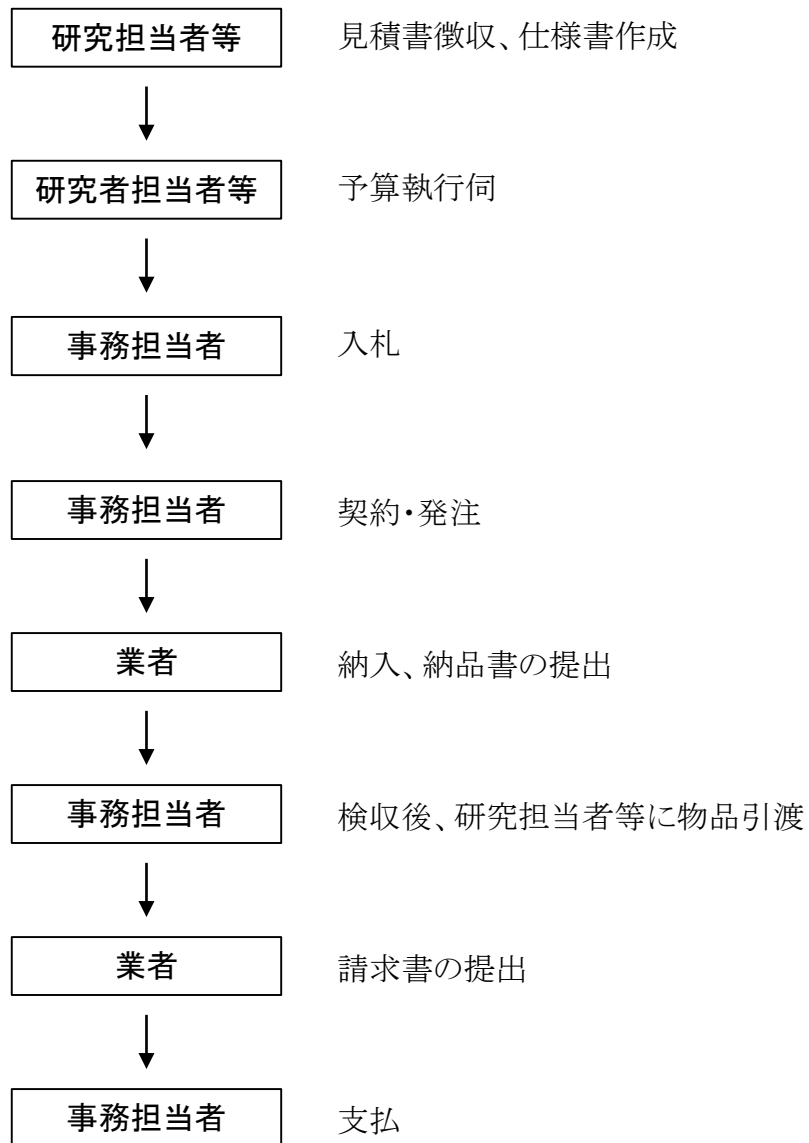 研究担当者等 見積書徴収、仕様書作成
研究者担当者等 予算執行伺
事務担当者 入札
事務担当者 契約・発注
業者 納入、納品書の提出
事務担当者 検収後、研究担当者等に物品引渡
業者 請求書の提出
事務担当者 支払